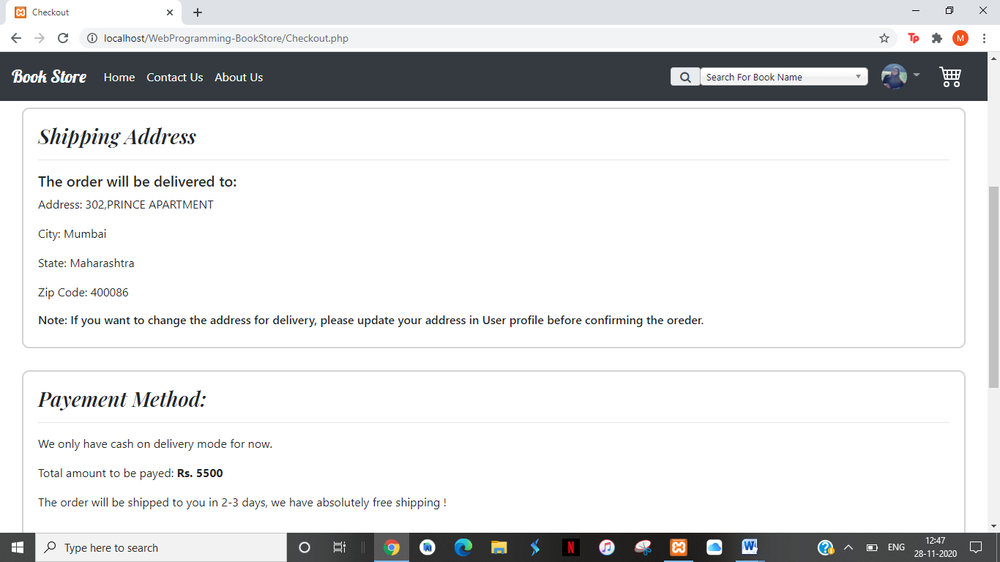 Checkout
localhost/WebProgramming-BookStore/Checkout.php
M
Book Store Home Contact Us About Us Search For Book Name
Shipping Address
The order will be delivered to:
Address: 302,PRINCE APARTMENT
City: Mumbai
State: Maharashtra
Zip Code: 400086
Note: If you want to change the address for delivery, please update your address in User profile before confirming the oreder.
Payement Method:
We only have cash on delivery mode for now.
Total amount to be payed: Rs. 5500
The order will be shipped to you in 2-3 days, we have absolutely free shipping !
Type here to search
ENG
12:47
28-11-2020